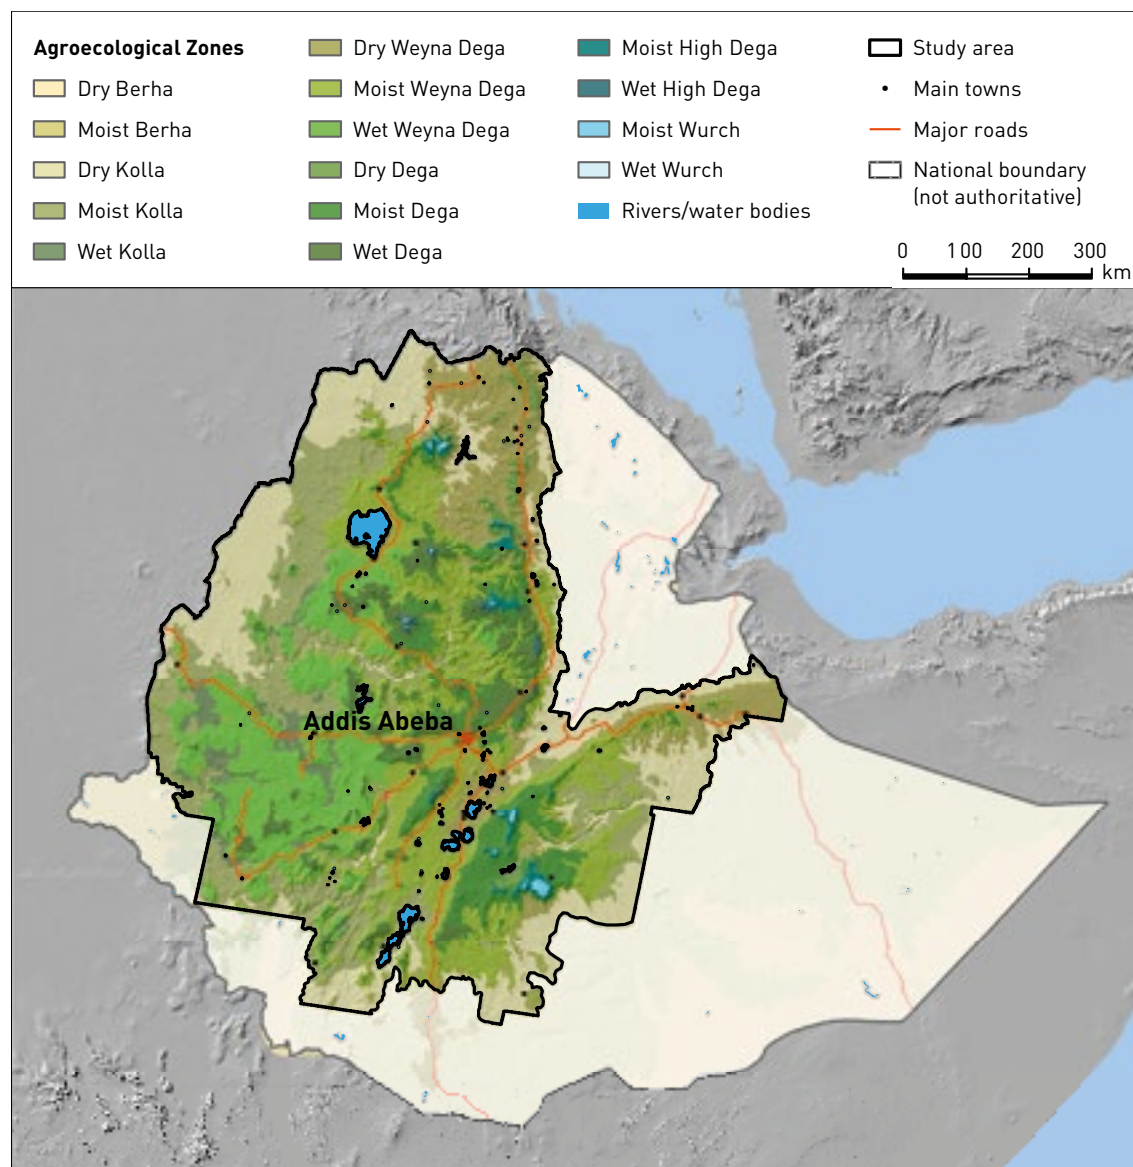 Agroecological Zones
Dry Berha
Moist Berha
Dry Kolla
Moist Kolla
Wet Kolla
Dry Weyna Dega
Moist Weyna Dega
Wet Weyna Dega
Dry Dega
Moist Dega
Wet Dega
Moist High Dega
Wet High Dega
Moist Wurch
Wet Wurch
Rivers/water bodies
Study area
Main towns
Major roads
National boundary
(not authoritative)
0 100 200 300
km
Addis Abeba